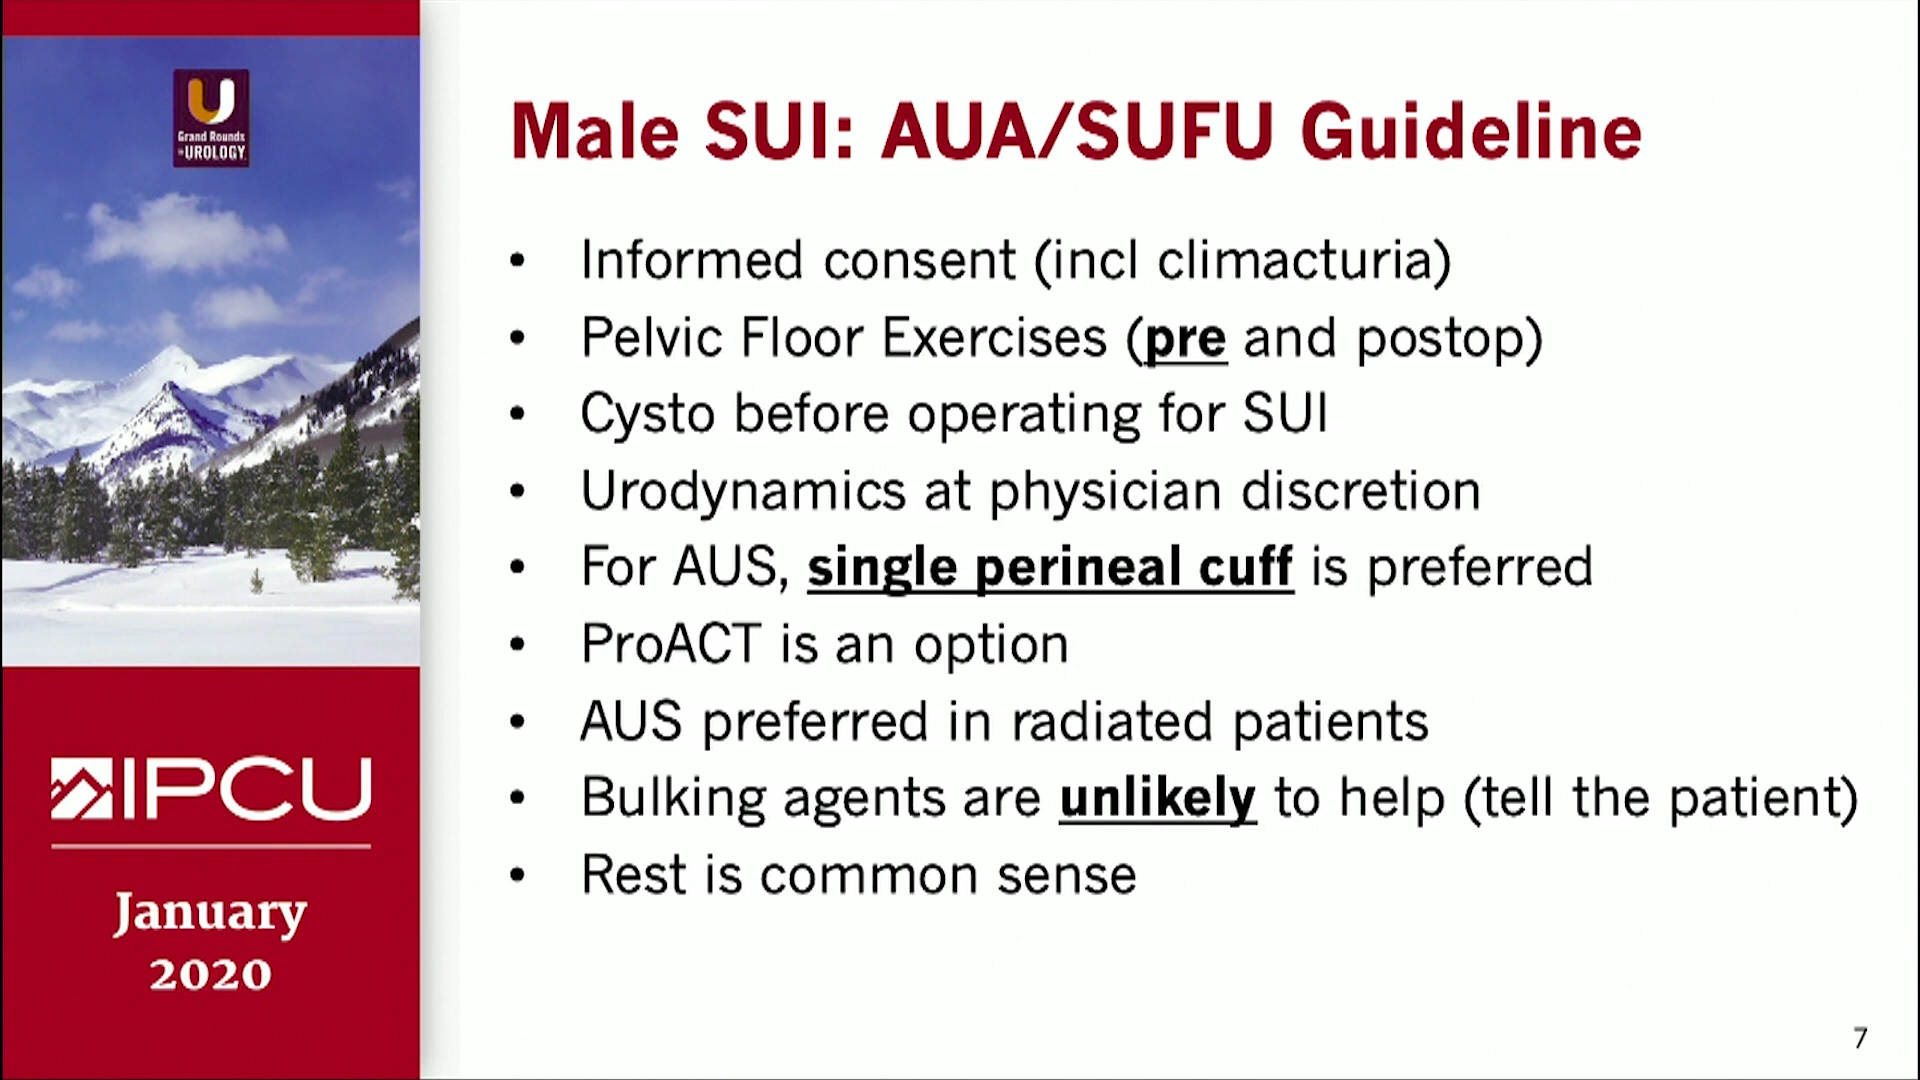 Grand Rounds
in UROLOGY
IPCU
January
2020
Male SUI: AUA/SUFU Guideline
• Informed consent (incl climacturia)
• Pelvic Floor Exercises (pre and postop)
• Cysto before operating for SUI
• Urodynamics at physician discretion
• For AUS, single perineal cuff is preferred
• ProACT is an option
• AUS preferred in radiated patients
• Bulking agents are unlikely to help (tell the patient)
• Rest is common sense
7